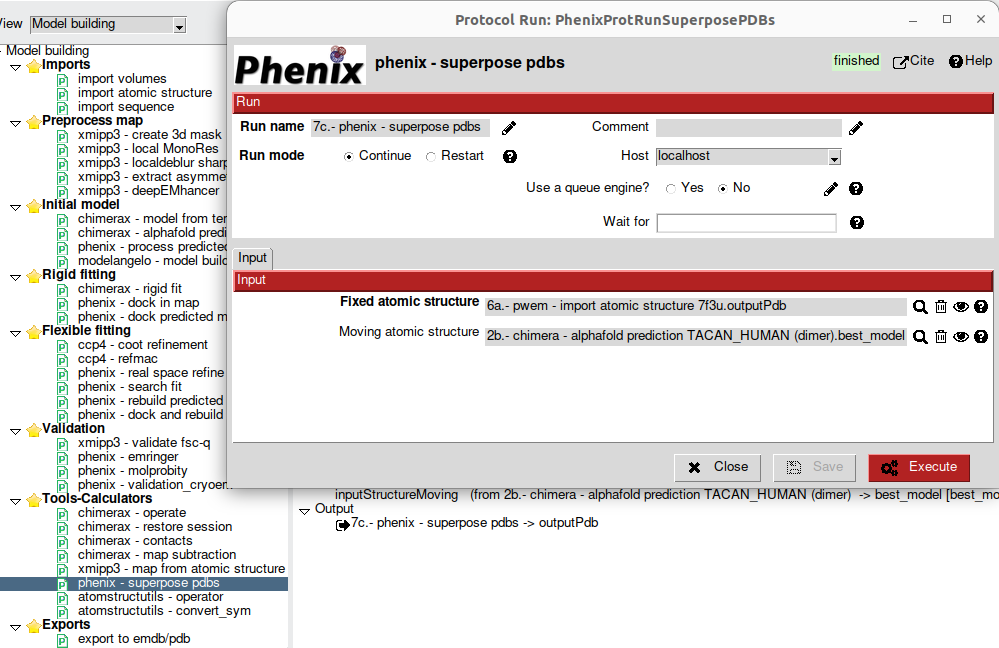 View Model building
Model building
Imports
import volumes
import atomic structure
import sequence
Preprocess map
xmipp3 - create 3d mask
xmipp3 - local MonoRes
xmipp3 - localdeblur sharp
xmipp3 - extract asymme
xmipp3 - deepEMhancer
Initial model
chimerax - model from ter
chimerax - alphafold predi
phenix - process predicted
modelangelo - model build
Rigid fitting
chimerax - rigid fit
phenix - dock in map
phenix - dock predicted m
Flexible fitting
ccp4 - coot refinement
ccp4 - refmac
phenix - real space refine
phenix - search fit
phenix - rebuild predicted
phenix - dock and rebuild
Validation
xmipp3 - validate fsc-q
phenix - emringer
phenix - molprobity
phenix - validation_cryoem
Tools-Calculators
chimerax - operate
chimerax - restore session
chimerax - contacts
chimerax - map subtraction
xmipp3 - map from atomic structure
phenix - superpose pdbs
atomstructutils - operator
atomstructutils - convert_sym
Exports
export to emdb/pdb
Protocol Run: PhenixProtRunSuperposePDBs
Phenix phenix - superpose pdbs finished Cite Help
Run
Run name 7c.- phenix - superpose pdbs Comment
Run mode Continue Restart Host localhost
Use a queue engine? Yes No
Wait for
Input
Input
Fixed atomic structure 6a.- pwem - import atomic structure 7f3u.outputPdb
Moving atomic structure 2b.- chimera - alphafold prediction TACAN_HUMAN (dimer).best_model
Close Save Execute
inputStructureMoving (from 2b.- chimera - alphafold prediction TACAN_HUMAN (dimer) -> best_model [best_mo
Output
7c.- phenix - superpose pdbs -> outputPdb